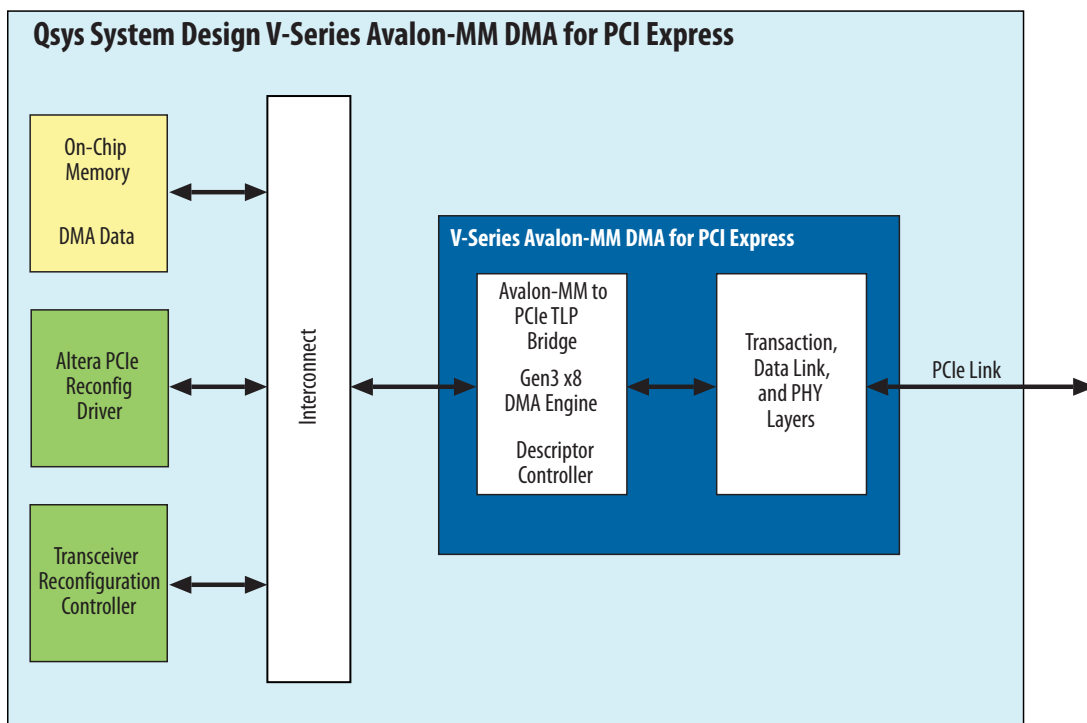 Qsys System Design V-Series Avalon-MM DMA for PCI Express
On-Chip
Memory
DMA Data
Altera PCIe
Reconfig
Driver
Transceiver
Reconfiguration
Controller
Interconnect
V-Series Avalon-MM DMA for PCI Express
Avalon-MM to
PCIe TLP
Bridge
Gen3 x8
DMA Engine
Descriptor
Controller
Transaction,
Data Link,
and PHY
Layers
PCIe Link